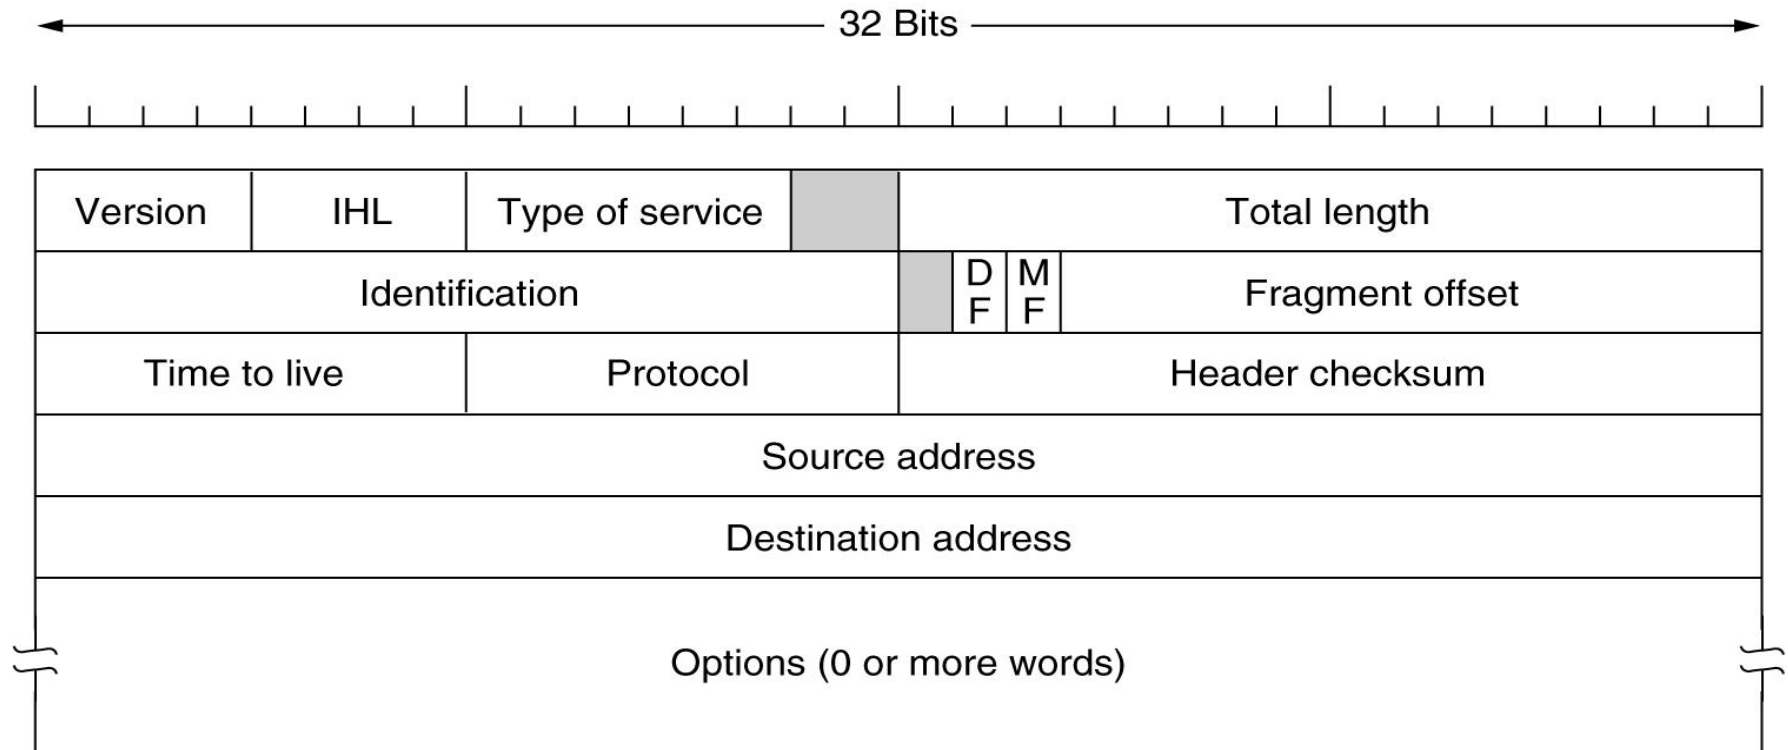 32 Bits
Version IHL Type of service Total length
Identification D F M F Fragment offset
Time to live Protocol Header checksum
Source address
Destination address
Options (0 or more words)